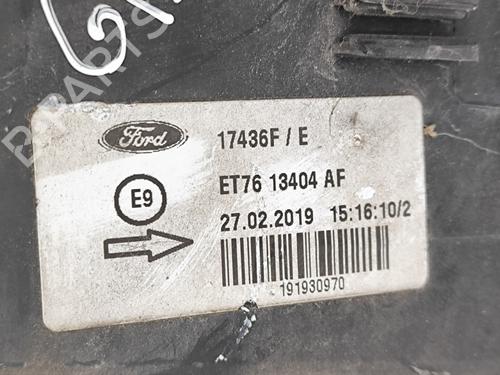 Ford
17436F / E
ET76 13404 AF
E9
27.02.2019 15:16:10/2
191930970